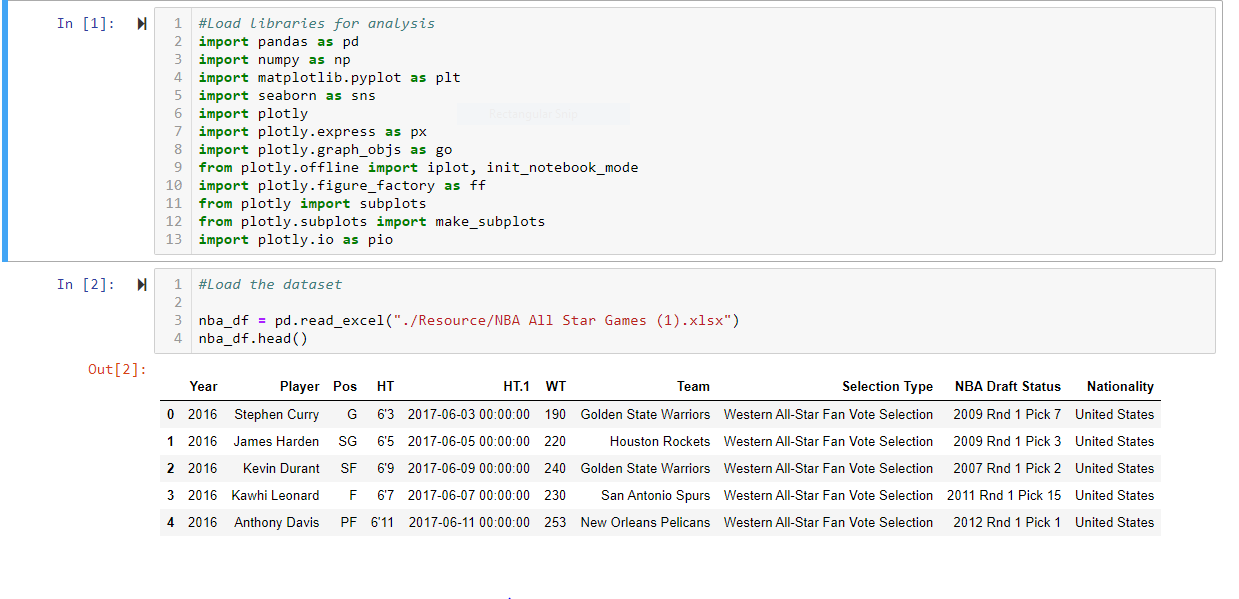 In [1]:
1 #Load libraries for analysis
2 import pandas as pd
3 import numpy as np
4 import matplotlib.pyplot as plt
5 import seaborn as sns
6 import plotly
Rectangular Snip
7 import plotly.express as px
8 import plotly.graph_objs as go
9 from plotly.offline import iplot, init_notebook_mode
10 import plotly.figure_factory as ff
11 from plotly import subplots
12 from plotly.subplots import make_subplots
13 import plotly.io as pio
In [2]:
1 #Load the dataset
2
3 nba_df = pd.read_excel("./Resource/NBA All Star Games (1).xlsx")
4 nba_df.head()
Out[2]:
Year Player Pos HT HT.1 WT Team Selection Type NBA Draft Status Nationality
0 2016 Stephen Curry G 6'3 2017-06-03 00:00:00 190 Golden State Warriors Western All-Star Fan Vote Selection 2009 Rnd 1 Pick 7 United States
1 2016 James Harden SG 6'5 2017-06-05 00:00:00 220 Houston Rockets Western All-Star Fan Vote Selection 2009 Rnd 1 Pick 3 United States
2 2016 Kevin Durant SF 6'9 2017-06-09 00:00:00 240 Golden State Warriors Western All-Star Fan Vote Selection 2007 Rnd 1 Pick 2 United States
3 2016 Kawhi Leonard F 6'7 2017-06-07 00:00:00 230 San Antonio Spurs Western All-Star Fan Vote Selection 2011 Rnd 1 Pick 15 United States
4 2016 Anthony Davis PF 6'11 2017-06-11 00:00:00 253 New Orleans Pelicans Western All-Star Fan Vote Selection 2012 Rnd 1 Pick 1 United States